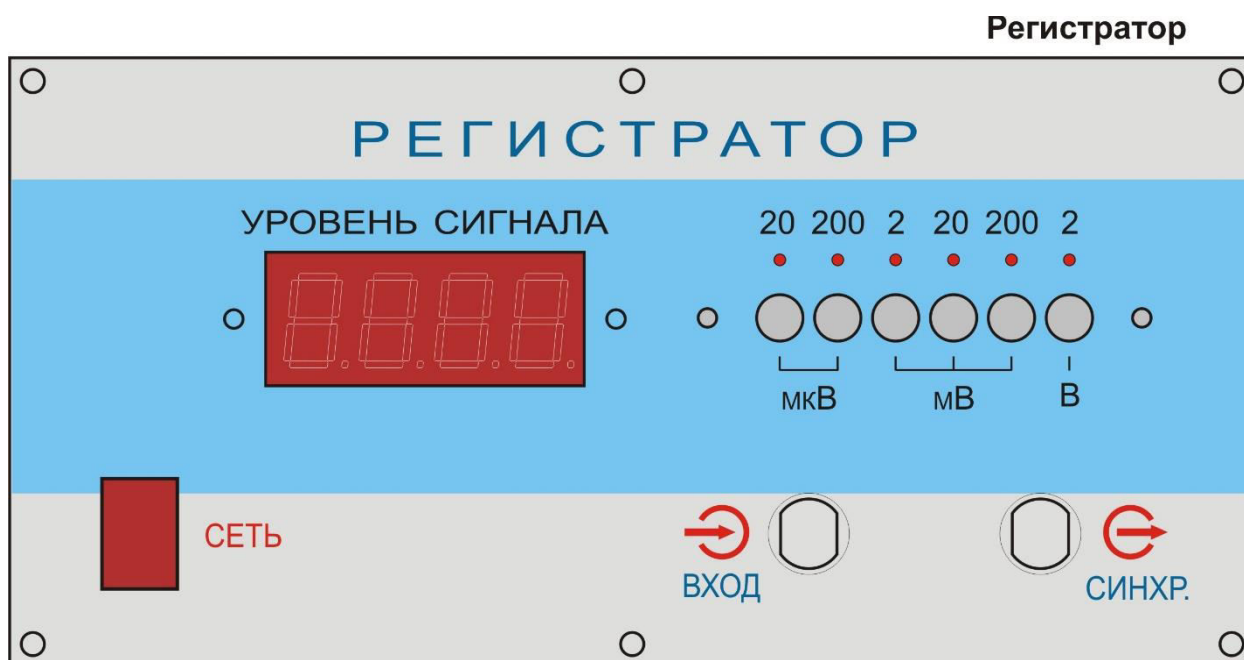 Регистратор
РЕГИСТРАТОР
УРОВЕНЬ СИГНАЛА
20 200 2 20 200 2
мкВ мВ В
СЕТЬ
ВХОД
СИНХР.